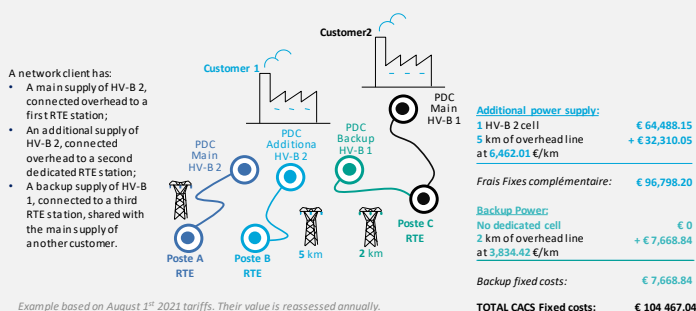 Customer2
Customer 1
A network client has:
• A main supply of HV-B 2,
connected overhead to a
first RTE station;
• An additional supply of
HV-B 2, connected
overhead to a second
dedicated RTE station;
• A backup supply of HV-B
1, connected to a third
RTE station, shared with
the main supply of
another customer.
PDC
Main
HV-B 2
PDC
Additiona
HV-B 2
PDC
Backup
HV-B 1
PDC
Main
HV-B 1
Poste A
RTE
Poste B
RTE
5 km
2 km
Poste C
RTE
Additional power supply:
1 HV-B 2 cell € 64,488.15
5 km of overhead line + € 32,310.05
at 6,462.01 €/km
Frais Fixes complémentaire: € 96,798.20
Backup Power:
No dedicated cell € 0
2 km of overhead line + € 7,668.84
at 3,834.42 €/km
Backup fixed costs: € 7,668.84
TOTAL CACS Fixed costs: € 104 467.04
Example based on August 1st 2021 tariffs. Their value is reassessed annually.